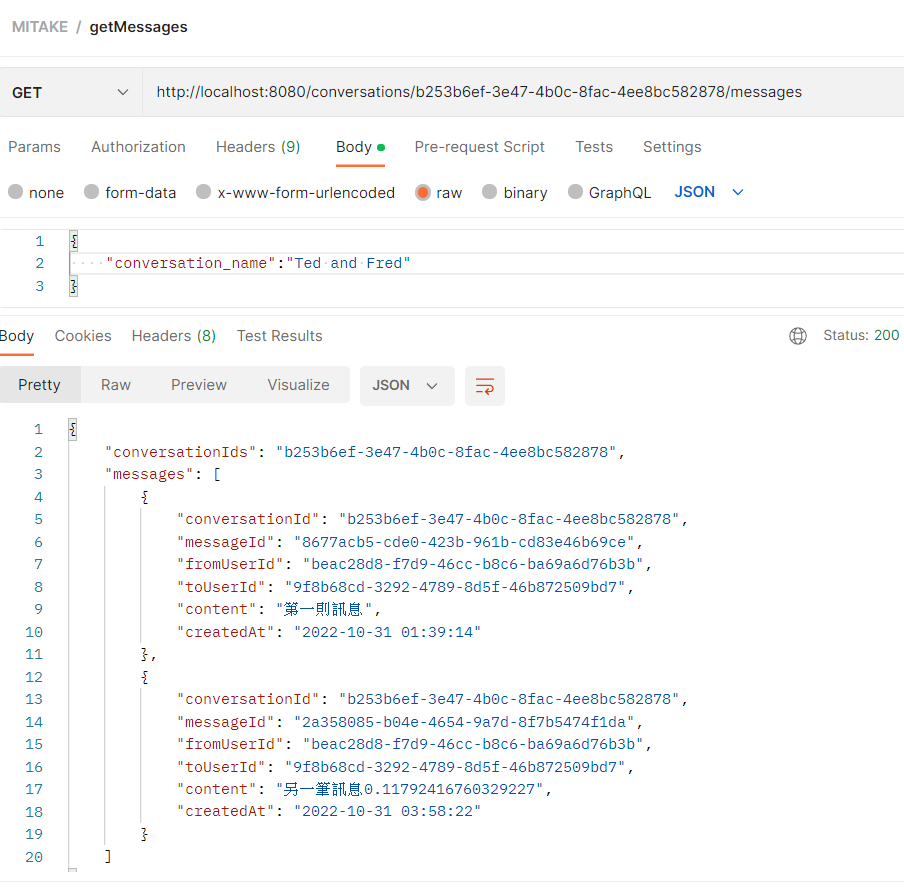 MITAKE / getMessages
GET http://localhost:8080/conversations/b253b6ef-3e47-4b0c-8fac-4ee8bc582878/messages
Params Authorization Headers (9) Body Pre-request Script Tests Settings
none form-data x-www-form-urlencoded raw binary GraphQL JSON
1 {
2 "conversation_name":"Ted and Fred"
3 }
Body Cookies Headers (8) Test Results Status: 200
Pretty Raw Preview Visualize JSON
1 {
2 "conversationIds": "b253b6ef-3e47-4b0c-8fac-4ee8bc582878",
3 "messages": [
4 {
5 "conversationId": "b253b6ef-3e47-4b0c-8fac-4ee8bc582878",
6 "messageId": "8677acb5-cde0-423b-961b-cd83e46b69ce",
7 "fromUserId": "beac28d8-f7d9-46cc-b8c6-ba69a6d76b3b",
8 "toUserId": "9f8b68cd-3292-4789-8d5f-46b872509bd7",
9 "content": "第一則訊息",
10 "createdAt": "2022-10-31 01:39:14"
11 },
12 {
13 "conversationId": "b253b6ef-3e47-4b0c-8fac-4ee8bc582878",
14 "messageId": "2a358085-b04e-4654-9a7d-8f7b5474f1da",
15 "fromUserId": "beac28d8-f7d9-46cc-b8c6-ba69a6d76b3b",
16 "toUserId": "9f8b68cd-3292-4789-8d5f-46b872509bd7",
17 "content": "另一筆訊息0.11792416760329227",
18 "createdAt": "2022-10-31 03:58:22"
19 }
20 ]